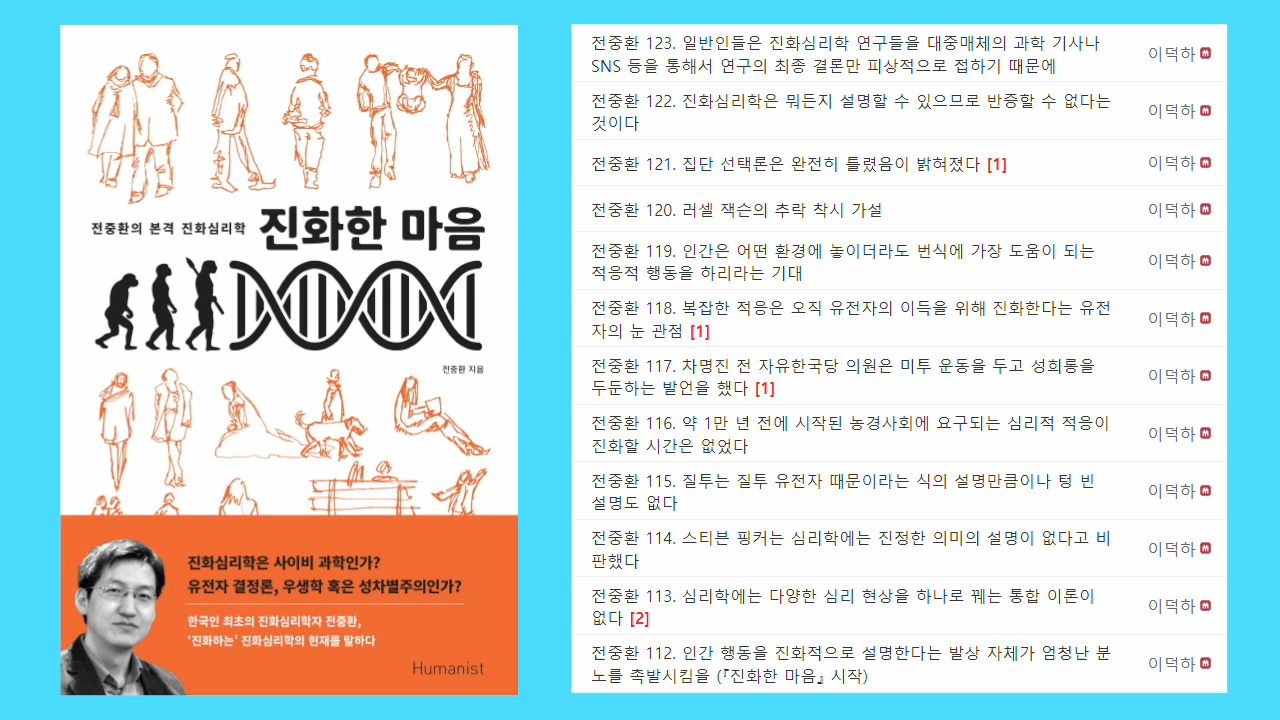 전중환의 본격 진화심리학 진화한 마음
전중환 지음
진화심리학은 사이비 과학인가?
유전자 결정론, 우생학 혹은 성차별주의인가?
한국인 최초의 진화심리학자 전중환,
‘진화하는’ 진화심리학의 현재를 말하다
Humanist
전중환 123. 일반인들은 진화심리학 연구들을 대중매체의 과학 기사나
SNS 등을 통해서 연구의 최종 결론만 피상적으로 접하기 때문에
이덕하
전중환 122. 진화심리학은 뭐든지 설명할 수 있으므로 반증할 수 없다는
것이다
이덕하
전중환 121. 집단 선택론은 완전히 틀렸음이 밝혀졌다 [1]
이덕하
전중환 120. 러셀 잭슨의 추락 착시 가설
이덕하
전중환 119. 인간은 어떤 환경에 놓이더라도 번식에 가장 도움이 되는
적응적 행동을 하리라는 기대
이덕하
전중환 118. 복잡한 적응은 오직 유전자의 이득을 위해 진화한다는 유전
자의 눈 관점 [1]
이덕하
전중환 117. 차명진 전 자유한국당 의원은 미투 운동을 두고 성희롱을
두둔하는 발언을 했다 [1]
이덕하
전중환 116. 약 1만 년 전에 시작된 농경사회에 요구되는 심리적 적응이
진화할 시간은 없었다
이덕하
전중환 115. 질투는 질투 유전자 때문이라는 식의 설명만큼이나 텅 빈
설명도 없다
이덕하
전중환 114. 스티븐 핑커는 심리학에는 진정한 의미의 설명이 없다고 비
판했다
이덕하
전중환 113. 심리학에는 다양한 심리 현상을 하나로 꿰는 통합 이론이
없다 [2]
이덕하
전중환 112. 인간 행동을 진화적으로 설명한다는 발상 자체가 엄청난 분
노를 촉발시킴을 (『진화한 마음』 시작)
이덕하